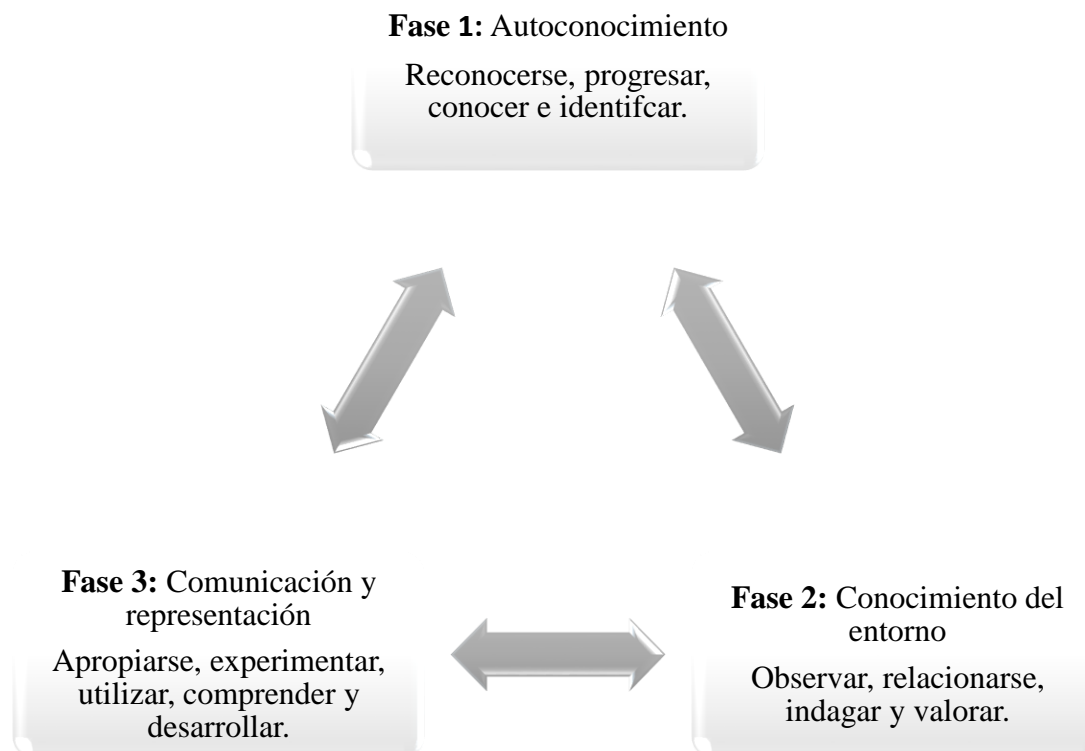 Fase 1: Autoconocimiento
Reconocerse, progresar,
conocer e identifcar.
Fase 3: Comunicación y
representación
Apropiarse, experimentar,
utilizar, comprender y
desarrollar.
Fase 2: Conocimiento del
entorno
Observar, relacionarse,
indagar y valorar.